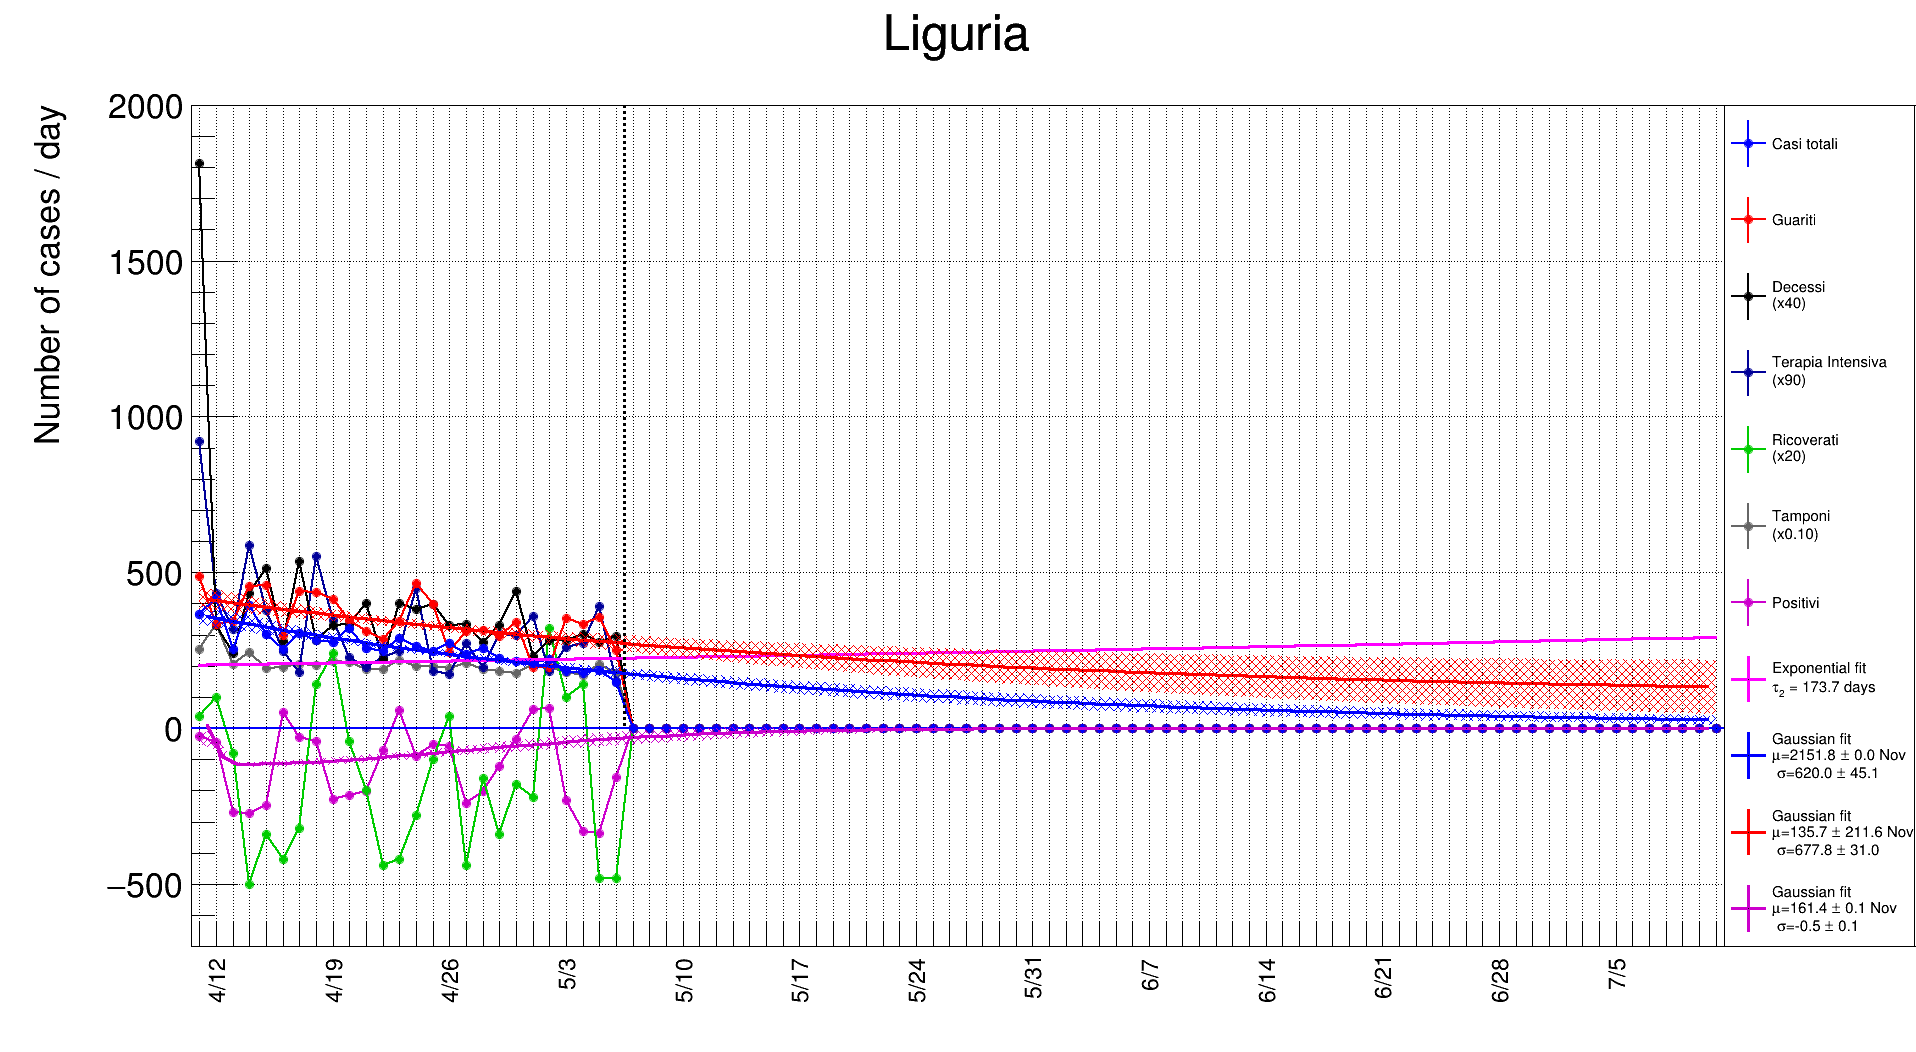 Liguria
Number of cases / day
2000
1500
1000
500
0
−500
4/12
4/19
4/26
5/3
5/10
5/17
5/24
5/31
6/7
6/14
6/21
6/28
7/5
Casi totali
Guariti
Decessi
(x40)
Terapia Intensiva
(x90)
Ricoverati
(x20)
Tamponi
(x0.10)
Positivi
Exponential fit
τ₂ = 173.7 days
Gaussian fit
μ=2151.8 ± 0.0 Nov
σ=620.0 ± 45.1
Gaussian fit
μ=135.7 ± 211.6 Nov
σ=677.8 ± 31.0
Gaussian fit
μ=161.4 ± 0.1 Nov
σ=-0.5 ± 0.1